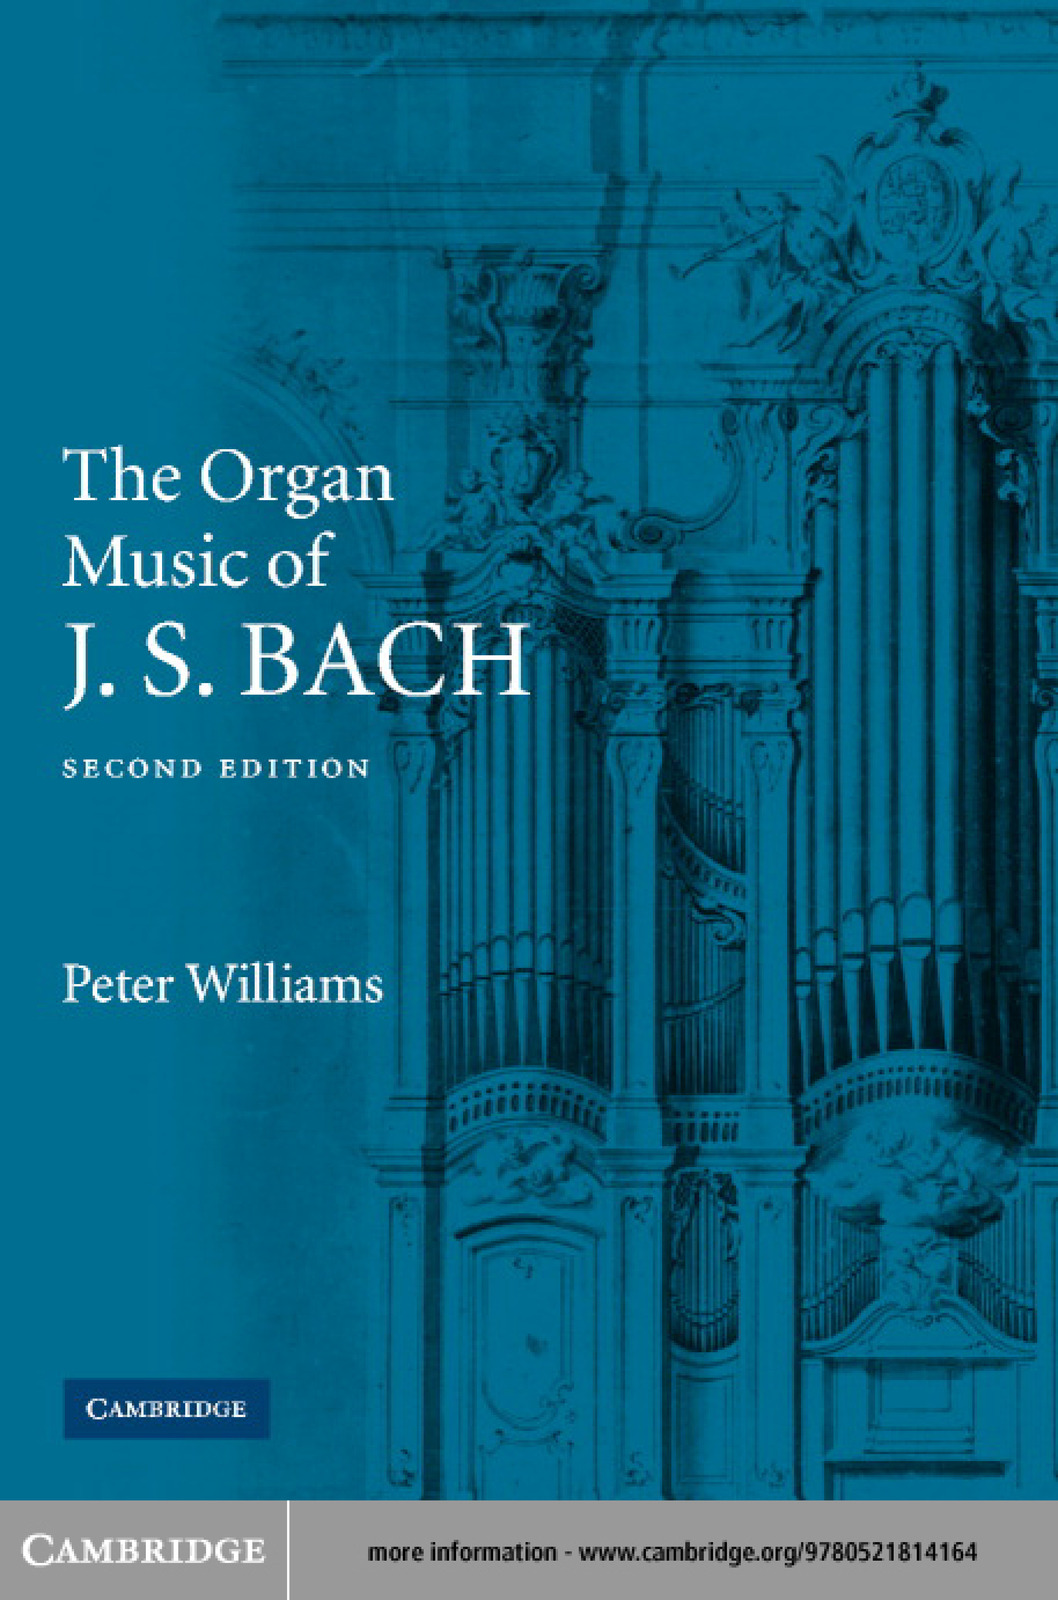 The Organ
Music of
J. S. BACH
SECOND EDITION
Peter Williams
CAMBRIDGE
CAMBRIDGE
more information - www.cambridge.org/9780521814164